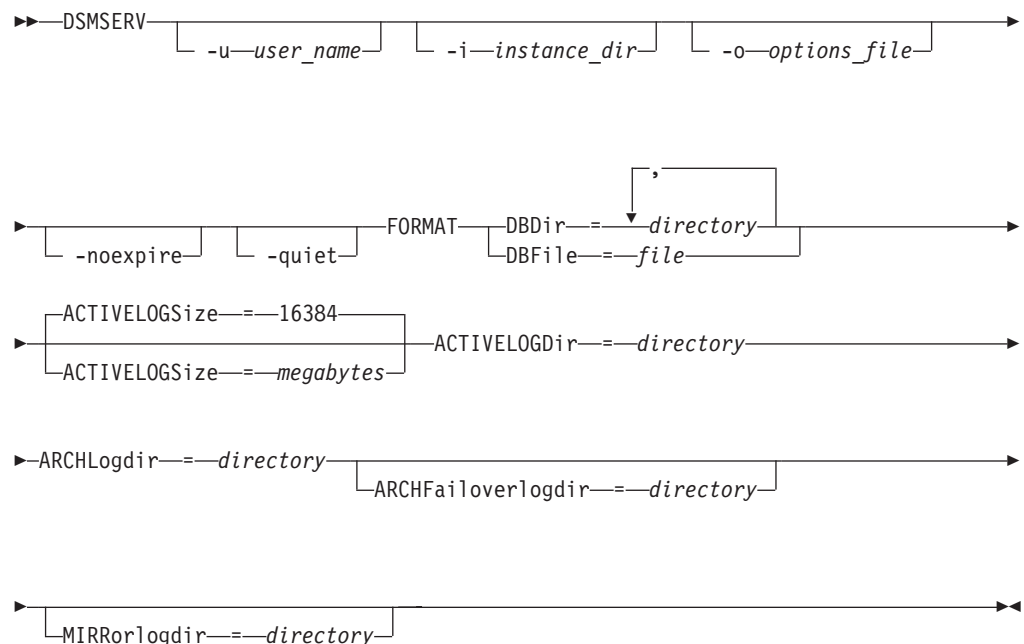 DSMSERV
-u user_name -i instance_dir -o options_file
,
-noexpire -quiet FORMAT DBDir = directory
DBFile = file
ACTIVELOGSize = 16384
ACTIVELOGDir = directory
ACTIVELOGSize = megabytes
ARCHLogdir = directory
ARCHFailoverlogdir = directory
MIRRorlogdir = directory